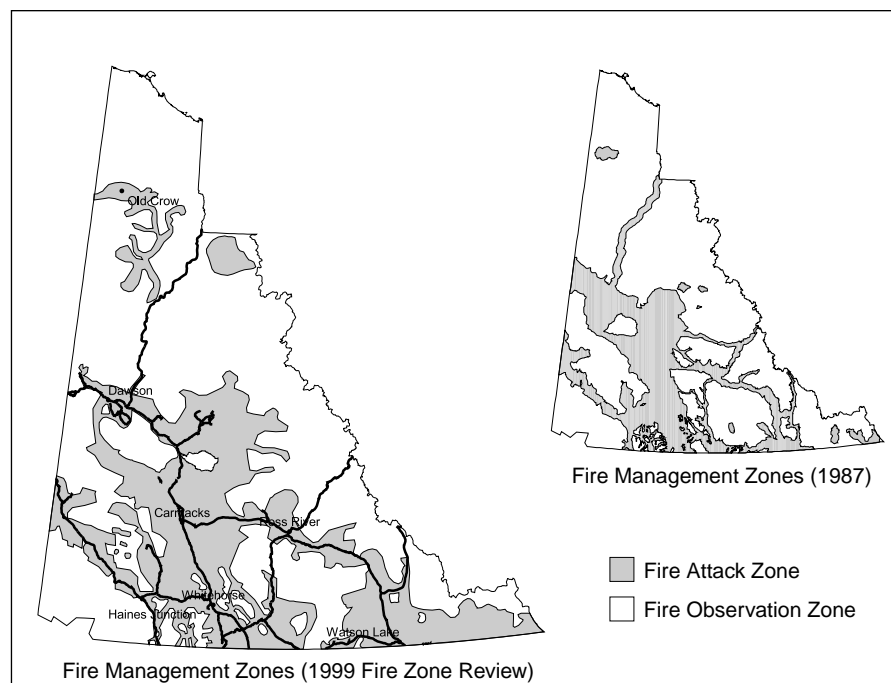 Old Crow
Dawson
Carmacks
Ross River
Whitehorse
Haines Junction
Watson Lake
Fire Management Zones (1999 Fire Zone Review)
Fire Management Zones (1987)
Fire Attack Zone
Fire Observation Zone